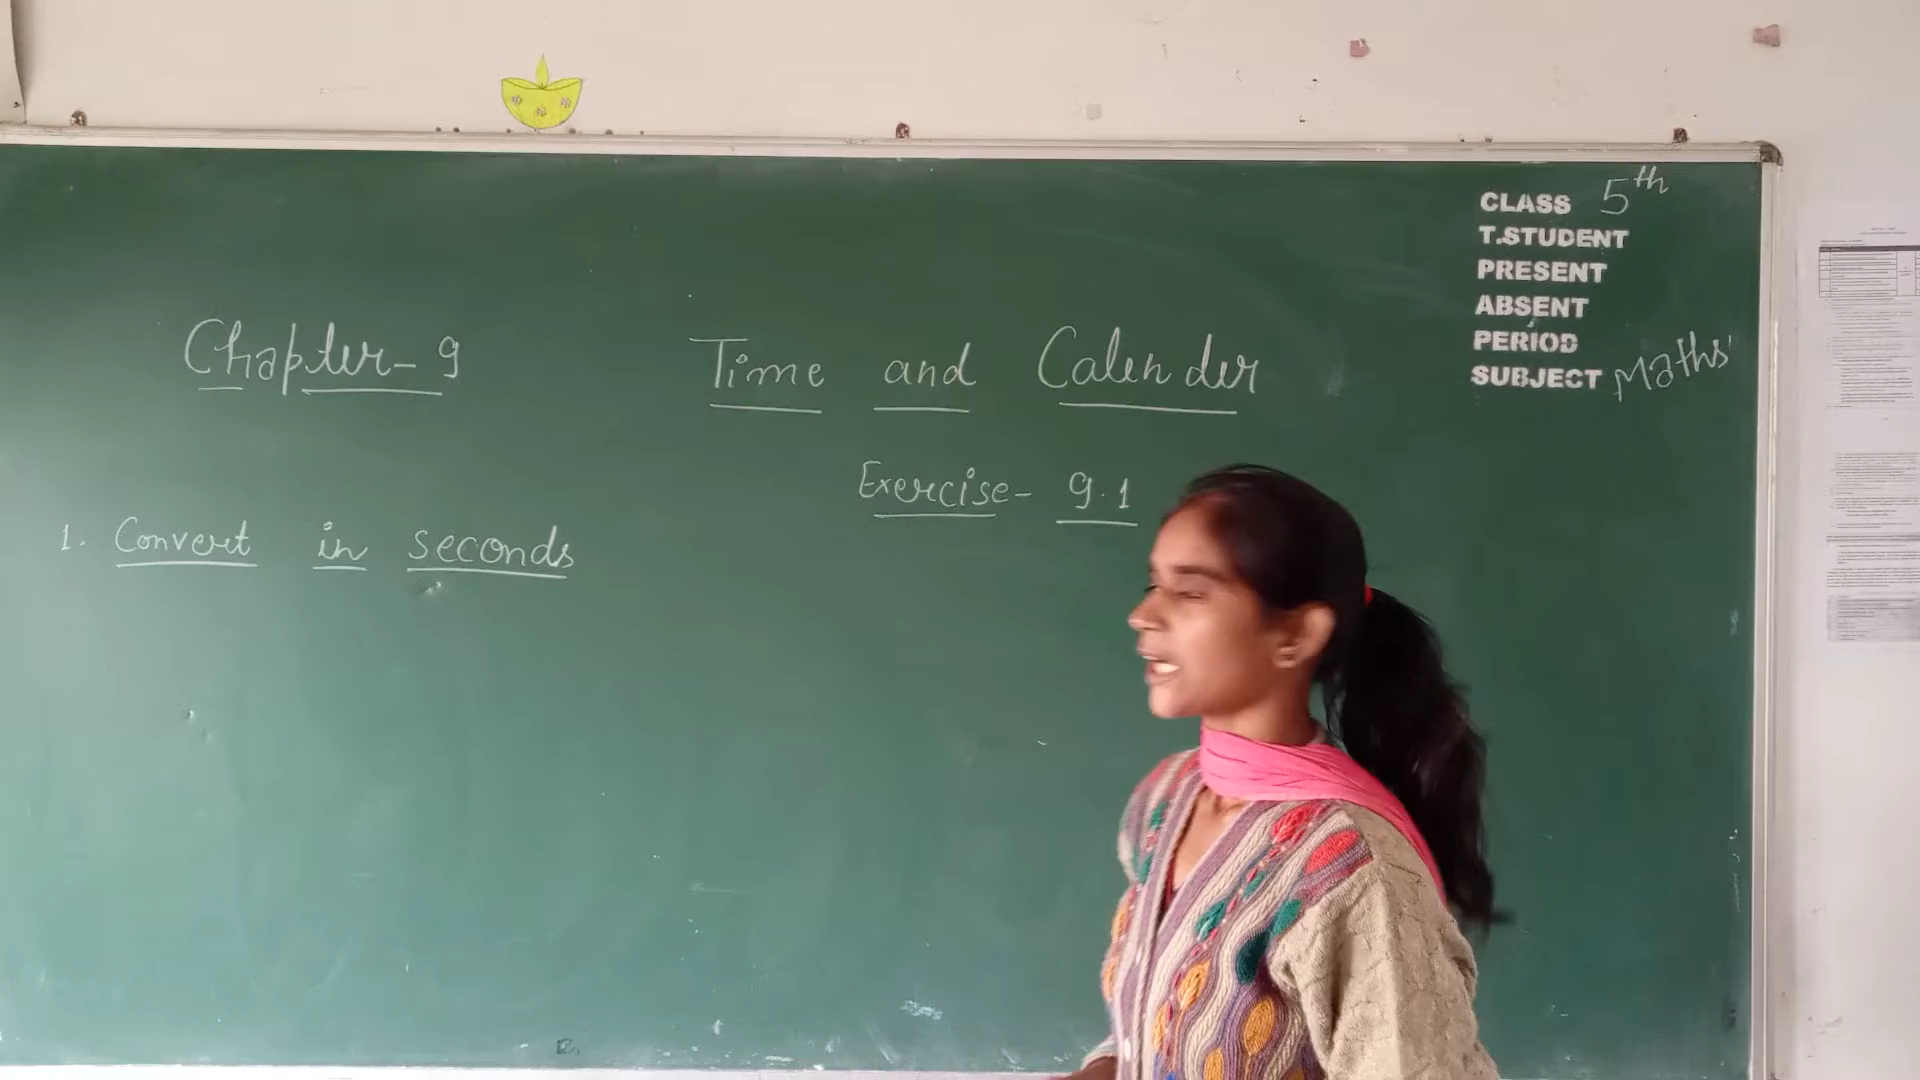 CLASS 5th
T.STUDENT
PRESENT
ABSENT
PERIOD
SUBJECT Maths
Chapter-9 Time and Calender
Exercise- 9.1
1. Convert in seconds